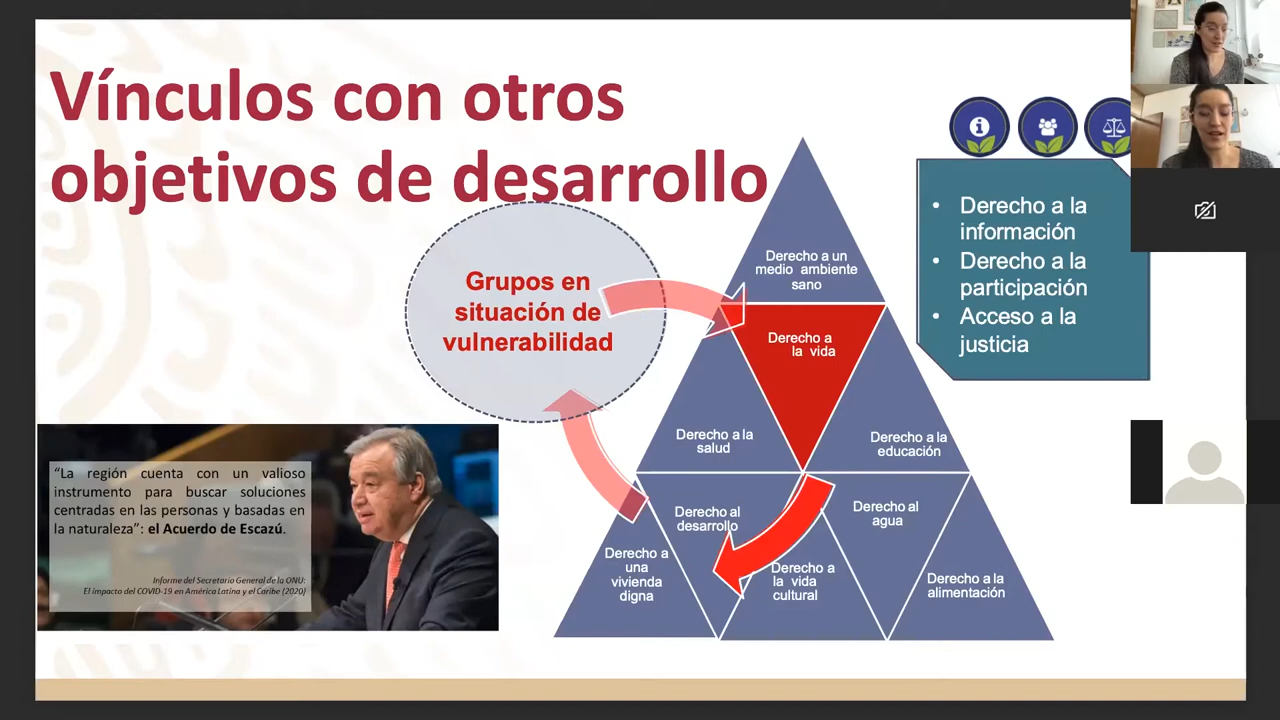 Vínculos con otros
objetivos de desarrollo
Grupos en
situación de
vulnerabilidad
Derecho a un
medio ambiente
sano
Derecho a
la vida
Derecho a la
salud
Derecho a la
educación
Derecho al
desarrollo
Derecho al
agua
Derecho a
una
vivienda
digna
Derecho a
la vida
cultural
Derecho a la
alimentación
• Derecho a la
información
• Derecho a la
participación
• Acceso a la
justicia
“La región cuenta con un valioso
instrumento para buscar soluciones
centradas en las personas y basadas en
la naturaleza”: el Acuerdo de Escazú.
Informe del Secretario General de la ONU:
El impacto del COVID-19 en América Latina y el Caribe (2020)